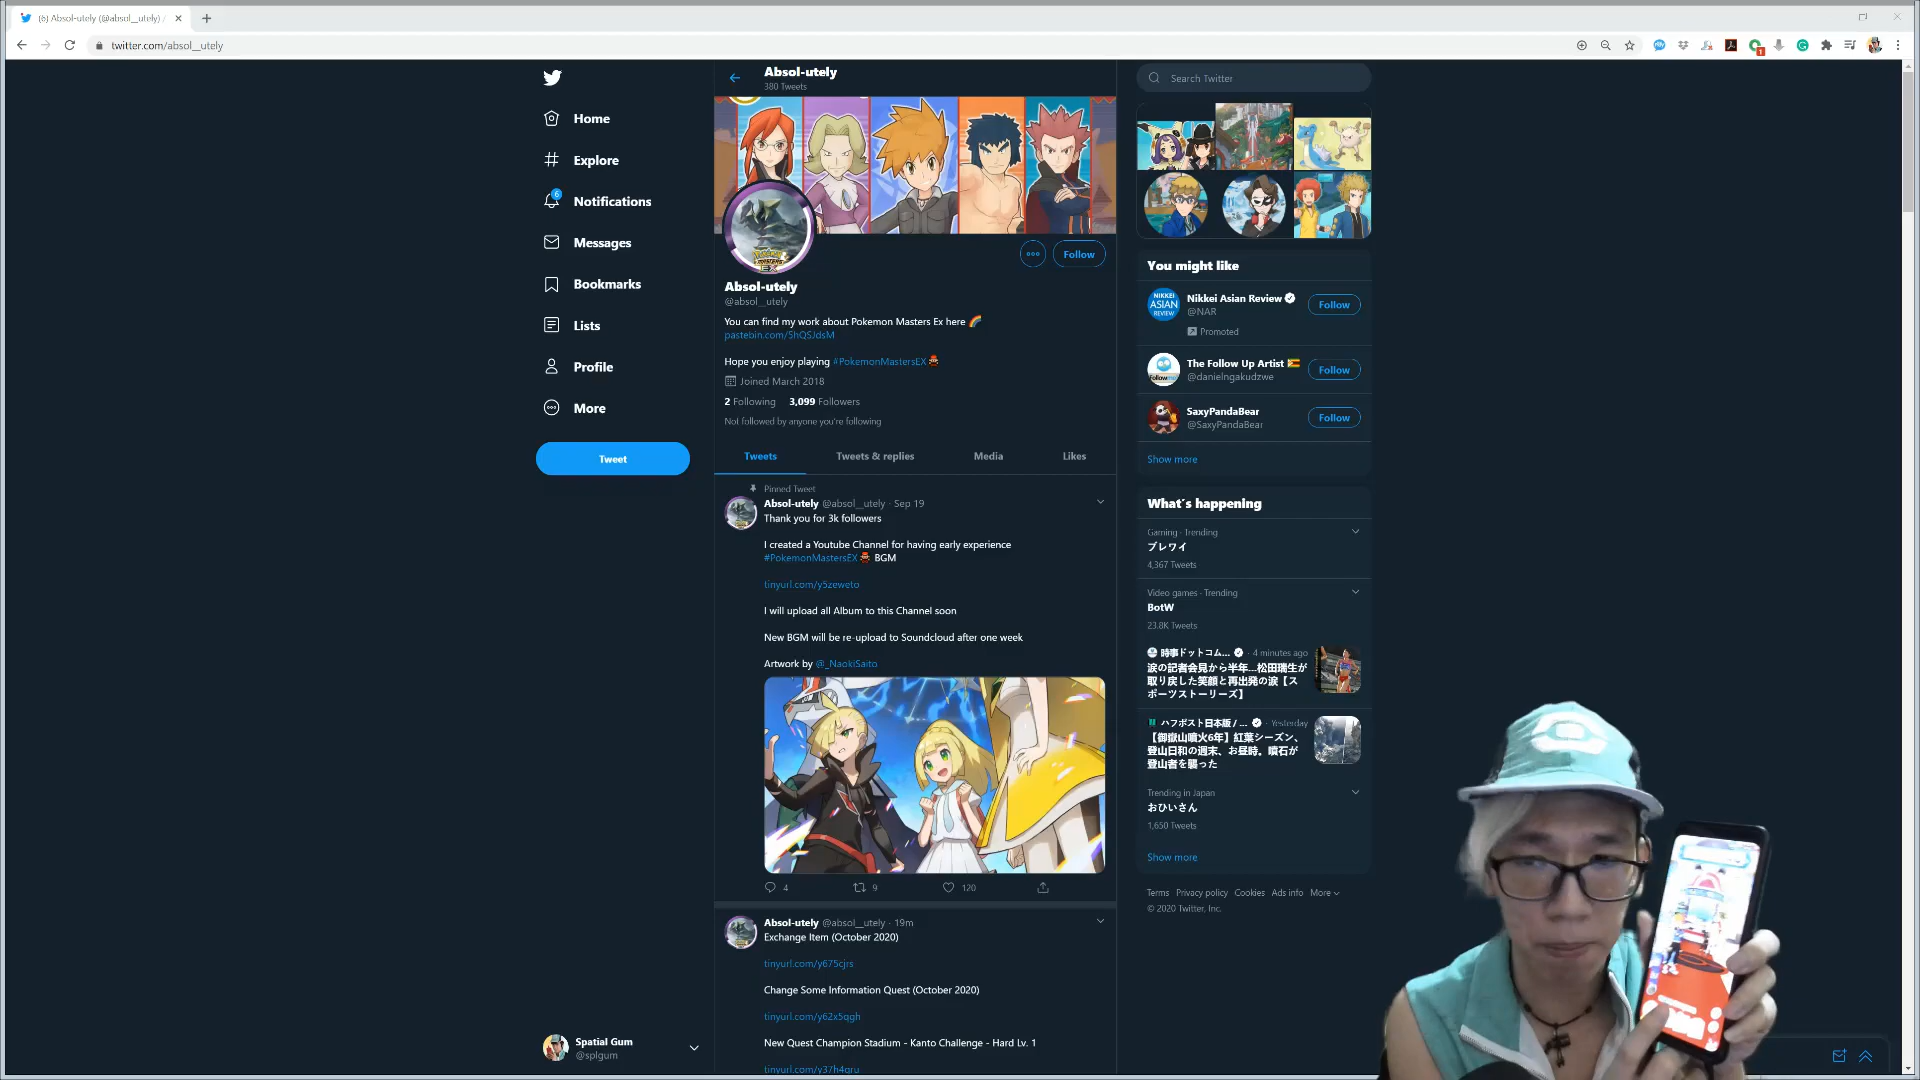 (6) Absol-utely (@absol__utely) /
twitter.com/absol__utely
Absol-utely
380 Tweets
Search Twitter
Home
Explore
6
Notifications
Messages
Bookmarks
Lists
Profile
More
Tweet
POKÉMON
MASTERS
EX
Follow
Absol-utely
@absol__utely
You can find my work about Pokemon Masters Ex here
pastebin.com/5hQSJdsM
Hope you enjoy playing #PokemonMastersEX
Joined March 2018
2 Following 3,099 Followers
Not followed by anyone you're following
Tweets Tweets & replies Media Likes
Pinned Tweet
Absol-utely @absol__utely · Sep 19
Thank you for 3k followers
I created a Youtube Channel for having early experience
#PokemonMastersEX BGM
tinyurl.com/y5zeweto
I will upload all Album to this Channel soon
New BGM will be re-upload to Soundcloud after one week
Artwork by @_NaokiSaito
4 9 120
Absol-utely @absol__utely · 19m
Exchange Item (October 2020)
tinyurl.com/y675cjrs
Change Some Information Quest (October 2020)
tinyurl.com/y62x5qgh
New Quest Champion Stadium - Kanto Challenge - Hard Lv. 1
tinyurl.com/y37h4qru
You might like
NIKKEI
ASIAN
REVIEW
Nikkei Asian Review
@NAR
Promoted
Follow
The Follow Up Artist
@danielngakudzwe
Follow
SaxyPandaBear
@SaxyPandaBear
Follow
Show more
What's happening
Gaming · Trending
ブレワイ
4,367 Tweets
Video games · Trending
BotW
23.8K Tweets
時事ドットコム... · 4 minutes ago
涙の記者会見から半年…松田瑞生が
取り戻した笑顔と再出発の涙【ス
ポーツストーリーズ】
ハフポスト日本版 / ... · Yesterday
【御嶽山噴火6年】紅葉シーズン、
登山日和の週末、お昼時。噴石が
登山者を襲った
Trending in Japan
おひいさん
1,650 Tweets
Show more
Terms Privacy policy Cookies Ads info More
© 2020 Twitter, Inc.
Spatial Gum
@splgum